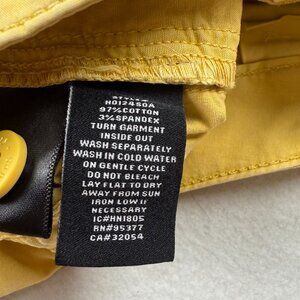 HD12450A
97%COTTON
3%SPANDEX
TURN GARMENT
INSIDE OUT
WASH SEPARATELY
WASH IN COLD WATER
ON GENTLE CYCLE
DO NOT BLEACH
LAY FLAT TO DRY
AWAY FROM SUN
IRON LOW IF
NECESSARY
IC#HN1805
RN#95377
CA#32054